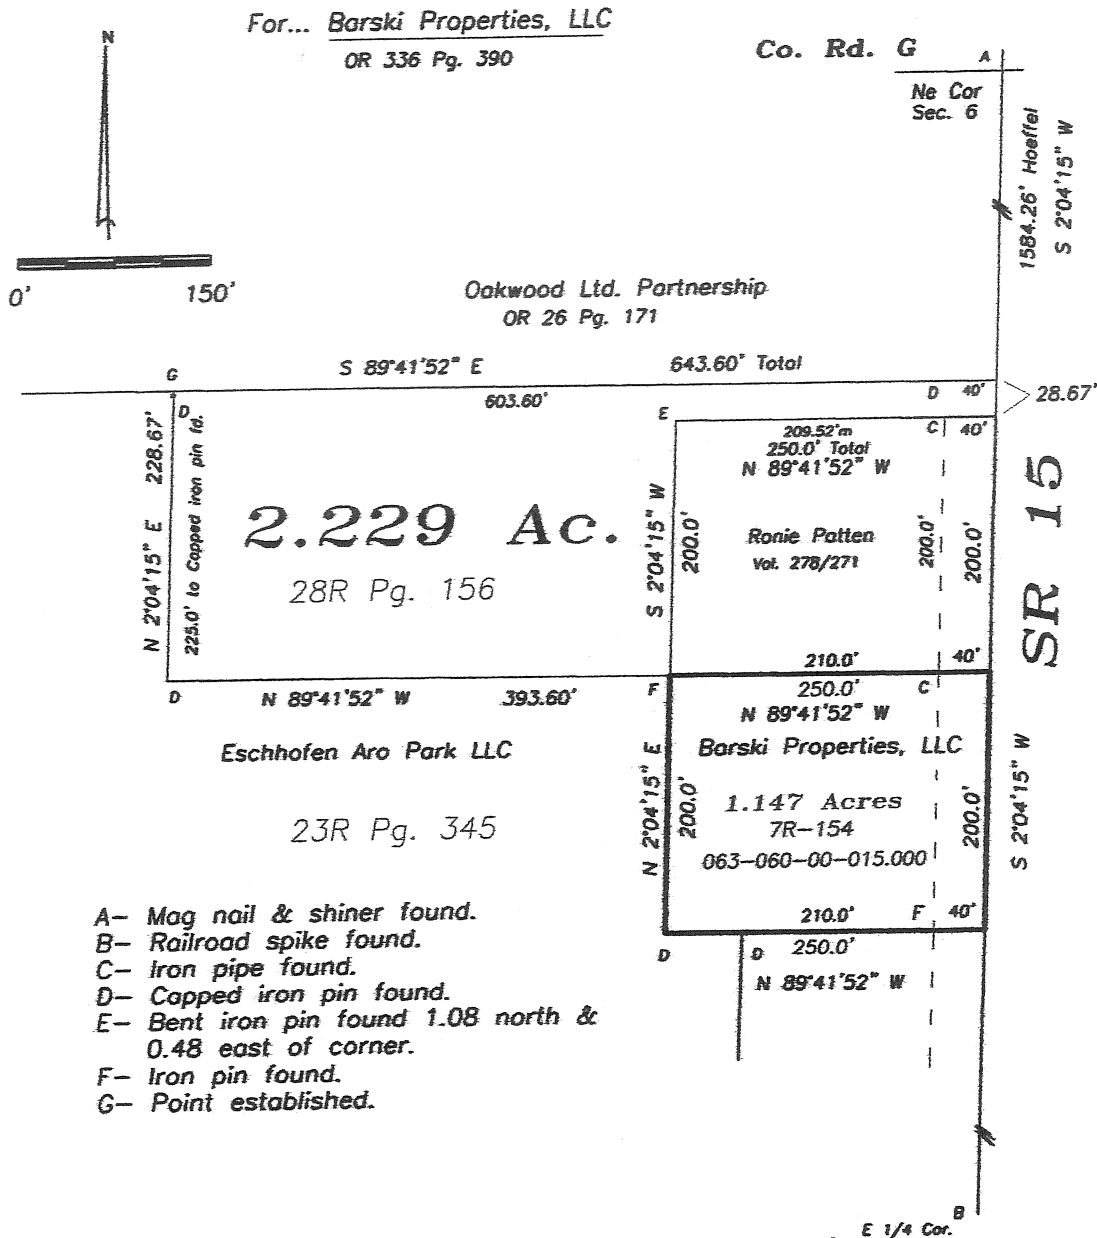 For... Barski Properties, LLC
OR 336 Pg. 390
N
Co. Rd. G
A
Ne Cor
Sec. 6
1584.26' Hoeffel
S 2°04'15" W
0' 150'
Oakwood Ltd. Partnership
OR 26 Pg. 171
S 89°41'52" E 643.60' Total
G
603.60'
D 40'
28.67'
D
E
209.52'm
C 40'
250.0' Total
N 89°41'52" W
N 2°04'15" E 228.67'
225.0' to Capped iron pin fd.
2.229 Ac.
28R Pg. 156
S 2°04'15" W
200.0'
Ronie Patten
Vol. 278/271
200.0'
200.0'
SR 15
210.0' 40'
D
N 89°41'52" W 393.60'
F
250.0' C
N 89°41'52" W
Eschhofen Aro Park LLC
23R Pg. 345
N 2°04'15" E
200.0'
Barski Properties, LLC
1.147 Acres
7R-154
063-060-00-015.000
200.0'
S 2°04'15" W
210.0' F 40'
D
D 250.0'
N 89°41'52" W
A- Mag nail & shiner found.
B- Railroad spike found.
C- Iron pipe found.
D- Capped iron pin found.
E- Bent iron pin found 1.08 north &
0.48 east of corner.
F- Iron pin found.
G- Point established.
B
E 1/4 Cor.